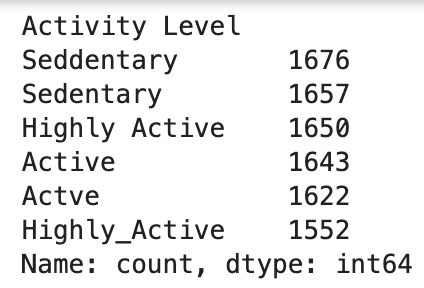 Activity Level
Seddentary 1676
Sedentary 1657
Highly Active 1650
Active 1643
Actve 1622
Highly_Active 1552
Name: count, dtype: int64